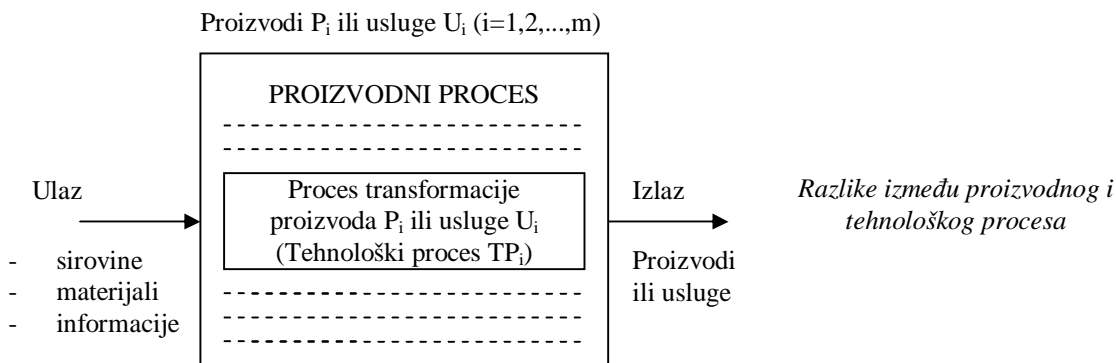 Proizvodi Pi ili usluge Ui (i=1,2,...,m)
PROIZVODNI PROCES
Ulaz
- sirovine
- materijali
- informacije
Proces transformacije
proizvoda Pi ili usluge Ui
(Tehnološki proces TPi)
Izlaz
Proizvodi
ili usluge
Razlike između proizvodnog i
tehnološkog procesa